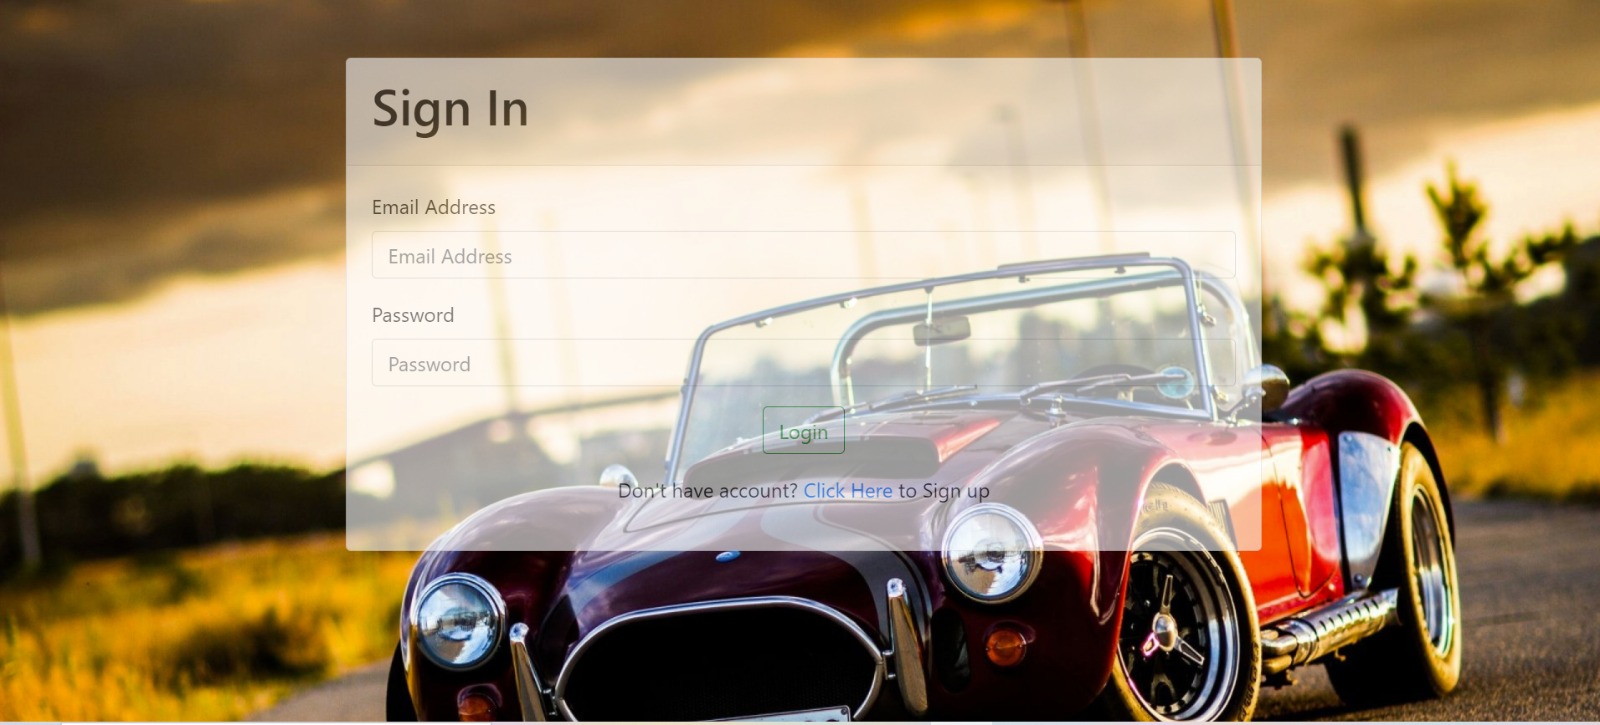 Sign In
Email Address
Email Address
Password
Password
Login
Don't have account? Click Here to Sign up